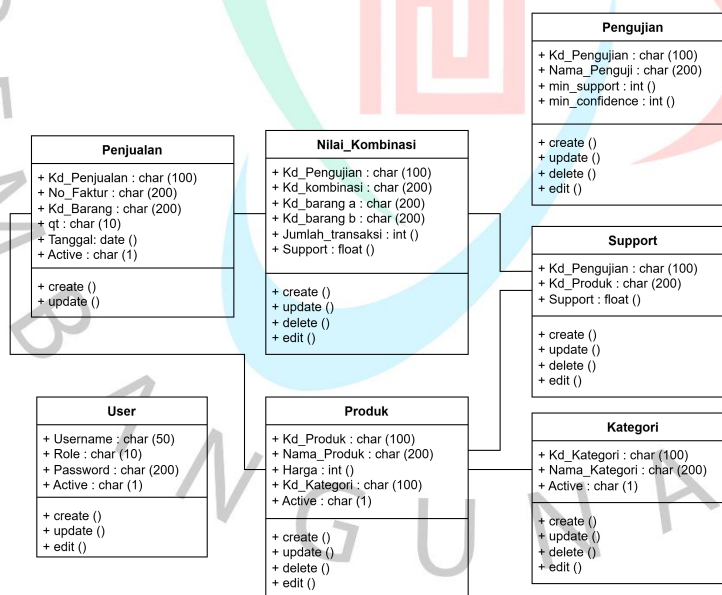 Pengujian
+ Kd_Pengujian : char (100)
+ Nama_Penguji : char (200)
+ min_support : int ()
+ min_confidence : int ()
+ create ()
+ update ()
+ delete ()
+ edit ()
Penjualan
+ Kd_Penjualan : char (100)
+ No_Faktur : char (200)
+ Kd_Barang : char (200)
+ qt : char (10)
+ Tanggal: date ()
+ Active : char (1)
+ create ()
+ update ()
Nilai_Kombinasi
+ Kd_Pengujian : char (100)
+ Kd_kombinasi : char (200)
+ Kd_barang a : char (200)
+ Kd_barang b : char (200)
+ Jumlah_transaksi : int ()
+ Support : float ()
+ create ()
+ update ()
+ delete ()
+ edit ()
Support
+ Kd_Pengujian : char (100)
+ Kd_Produk : char (200)
+ Support : float ()
+ create ()
+ update ()
+ delete ()
+ edit ()
User
+ Username : char (50)
+ Role : char (10)
+ Password : char (200)
+ Active : char (1)
+ create ()
+ update ()
+ edit ()
Produk
+ Kd_Produk : char (100)
+ Nama_Produk : char (200)
+ Harga : int ()
+ Kd_Kategori : char (100)
+ Active : char (1)
+ create ()
+ update ()
+ delete ()
+ edit ()
Kategori
+ Kd_Kategori : char (100)
+ Nama_Kategori : char (200)
+ Active : char (1)
+ create ()
+ update ()
+ delete ()
+ edit ()
EMBANGUNA